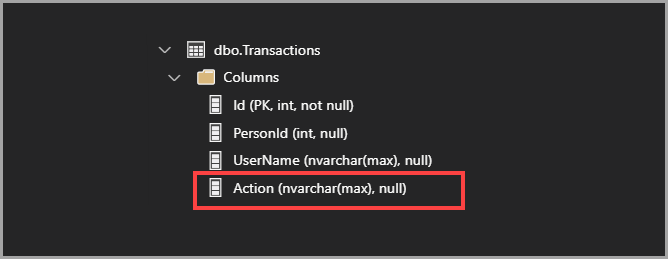 dbo.Transactions
Columns
Id (PK, int, not null)
PersonId (int, null)
UserName (nvarchar(max), null)
Action (nvarchar(max), null)